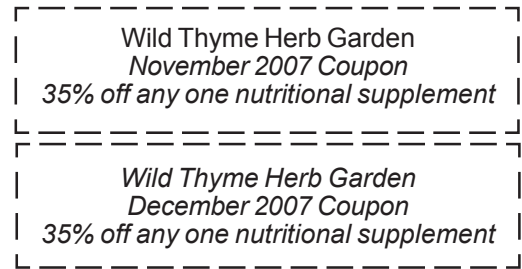 Wild Thyme Herb Garden
November 2007 Coupon
35% off any one nutritional supplement
Wild Thyme Herb Garden
December 2007 Coupon
35% off any one nutritional supplement